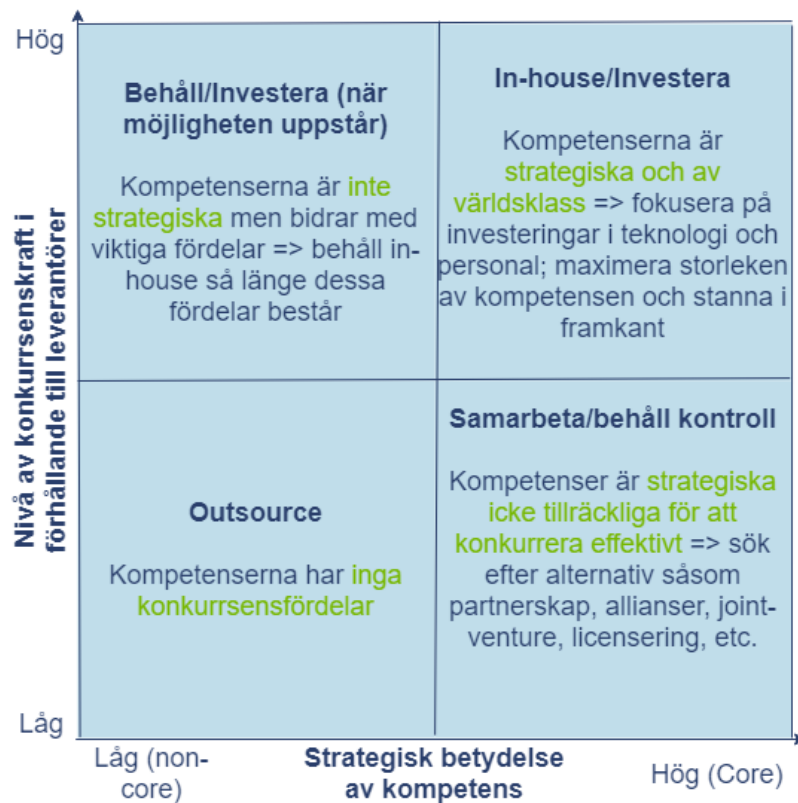 Hög
Nivå av konkurrsenskraft i
förhållande till leverantörer
Behåll/Investera (när
möjligheten uppstår)
Kompetenserna är inte
strategiska men bidrar med
viktiga fördelar => behåll in-
house så länge dessa
fördelar består
In-house/Investera
Kompetenserna är
strategiska och av
världsklass => fokusera på
investeringar i teknologi och
personal; maximera storleken
av kompetensen och stanna i
framkant
Outsource
Kompetenserna har inga
konkurrsensfördelar
Samarbeta/behåll kontroll
Kompetenser är strategiska
icke tillräckliga för att
konkurrera effektivt => sök
efter alternativ såsom
partnerskap, allianser, joint-
venture, licensering, etc.
Låg
Låg (non-
core)
Strategisk betydelse
av kompetens
Hög (Core)